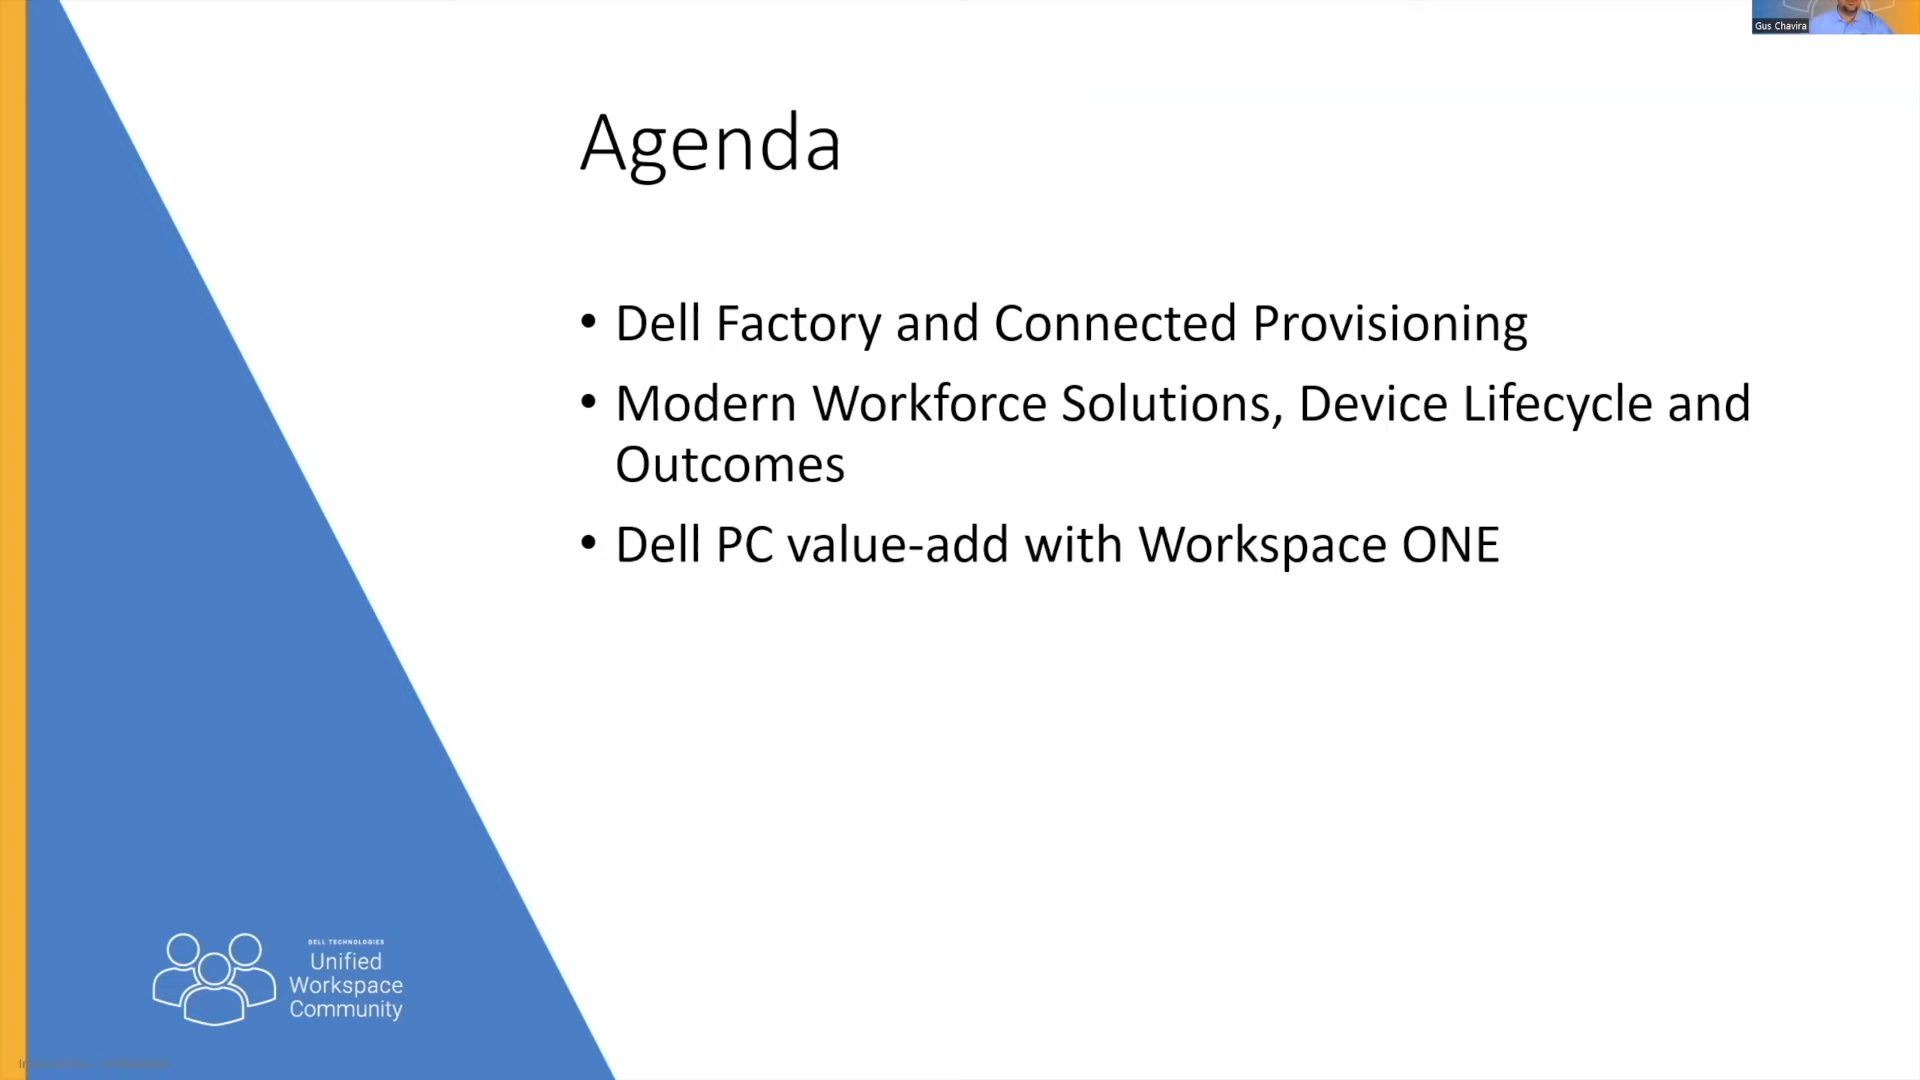 Gus Chavira
Agenda
• Dell Factory and Connected Provisioning
• Modern Workforce Solutions, Device Lifecycle and
Outcomes
• Dell PC value-add with Workspace ONE
DELL TECHNOLOGIES
Unified
Workspace
Community